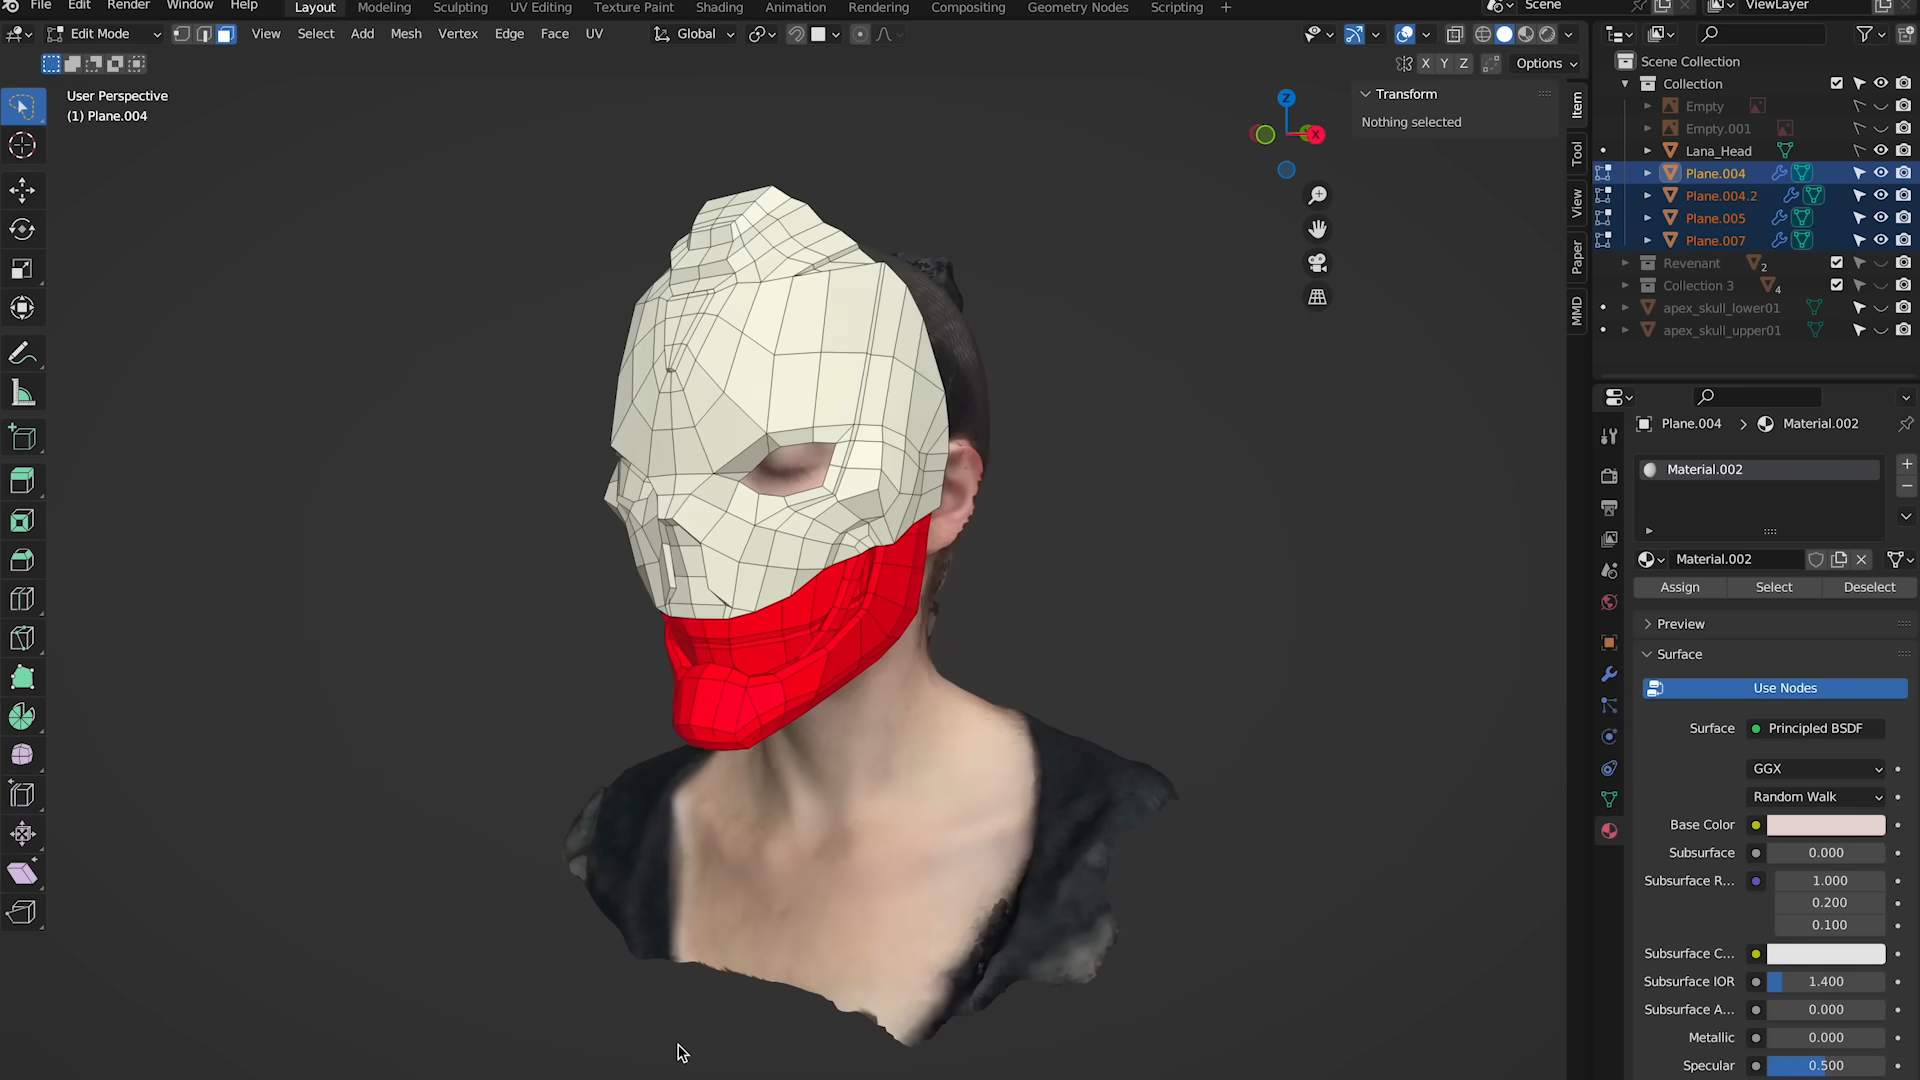 File Edit Render Window Help Layout Modeling Sculpting UV Editing Texture Paint Shading Animation Rendering Compositing Geometry Nodes Scripting + Scene ViewLayer
Edit Mode View Select Add Mesh Vertex Edge Face UV Global
X Y Z Options
User Perspective
(1) Plane.004
Z
X
Transform
Nothing selected
Item
Tool
View
Paper
MMD
Scene Collection
Collection
Empty
Empty.001
Lana_Head
Plane.004
Plane.004.2
Plane.005
Plane.007
Revenant 2
Collection 3 4
apex_skull_lower01
apex_skull_upper01
Plane.004 > Material.002
Material.002
Material.002
Assign Select Deselect
Preview
Surface
Use Nodes
Surface Principled BSDF
GGX
Random Walk
Base Color
Subsurface 0.000
Subsurface R... 1.000
0.200
0.100
Subsurface C...
Subsurface IOR 1.400
Subsurface A... 0.000
Metallic 0.000
Specular 0.500